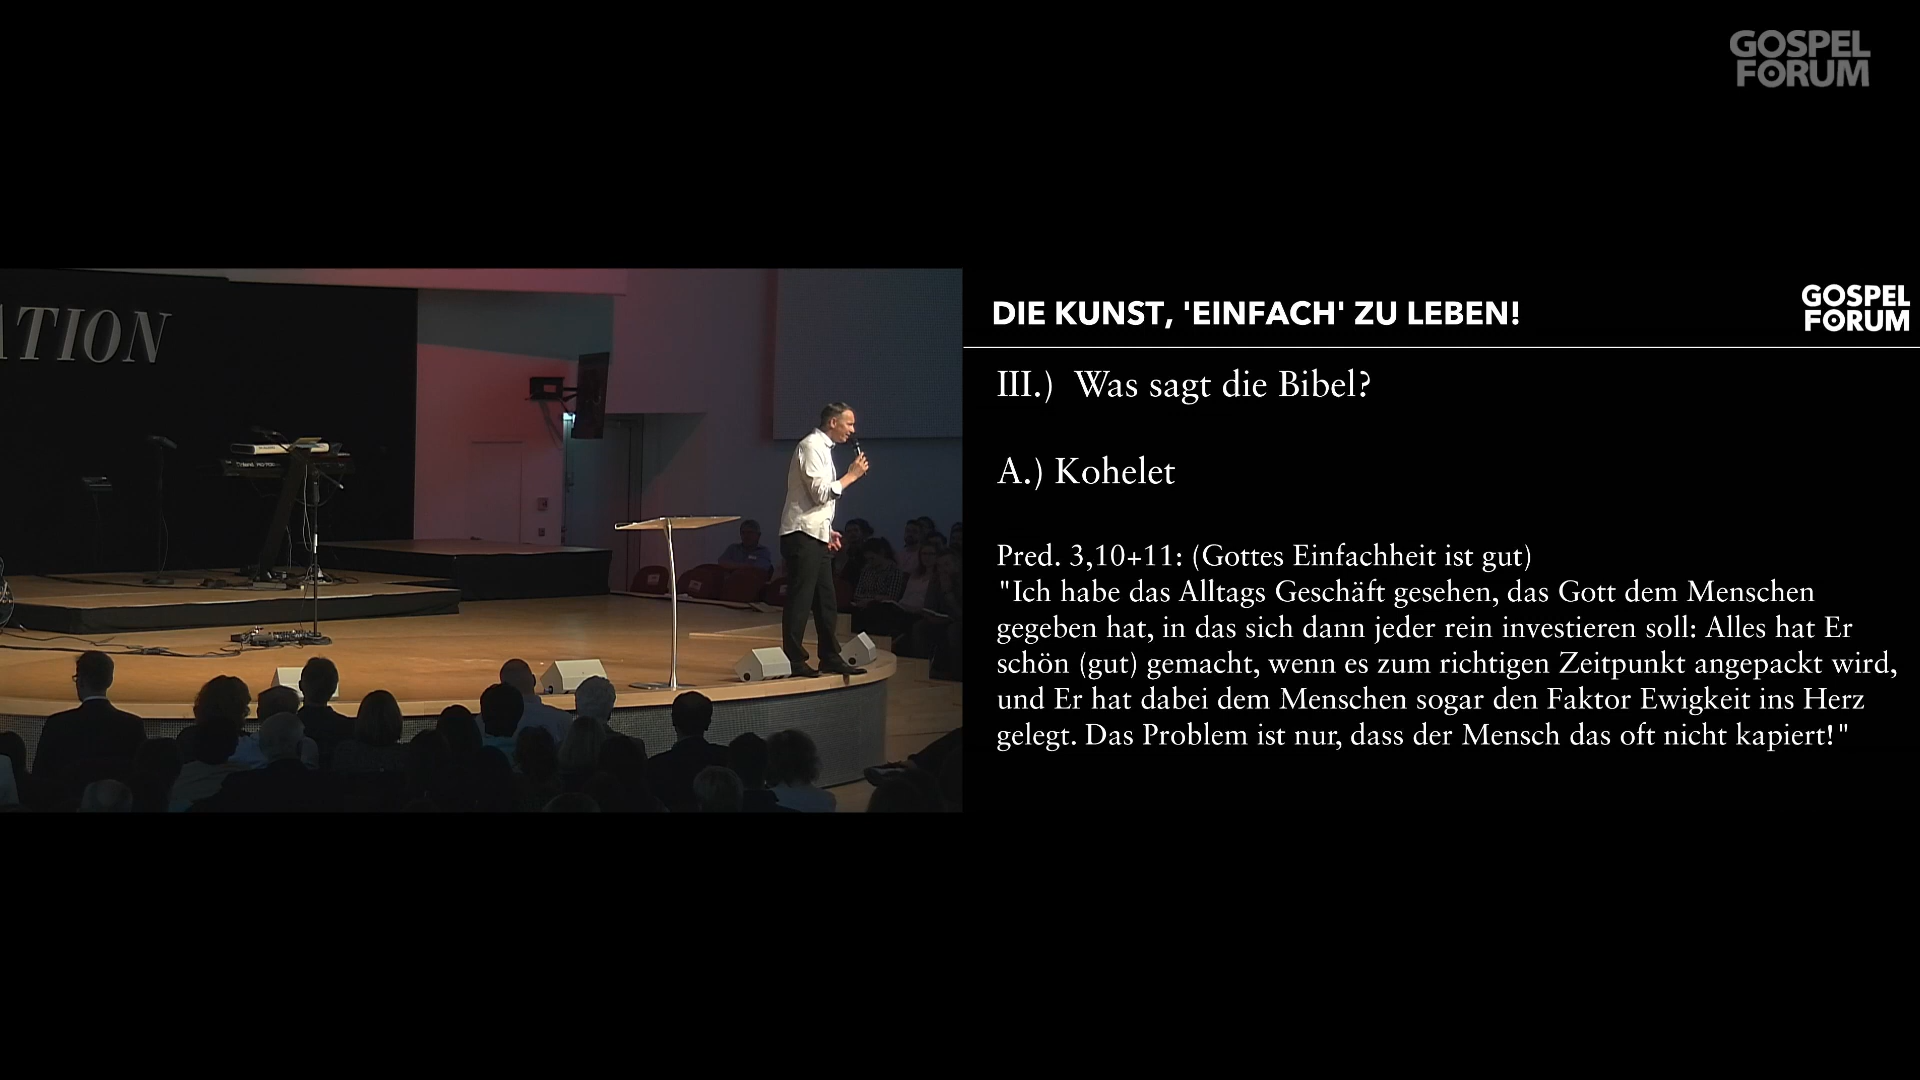 GOSPEL
FORUM
ATION
DIE KUNST, 'EINFACH' ZU LEBEN!
GOSPEL
FORUM
III.) Was sagt die Bibel?
A.) Kohelet
Pred. 3,10+11: (Gottes Einfachheit ist gut)
"Ich habe das Alltags Geschäft gesehen, das Gott dem Menschen
gegeben hat, in das sich dann jeder rein investieren soll: Alles hat Er
schön (gut) gemacht, wenn es zum richtigen Zeitpunkt angepackt wird,
und Er hat dabei dem Menschen sogar den Faktor Ewigkeit ins Herz
gelegt. Das Problem ist nur, dass der Mensch das oft nicht kapiert!"